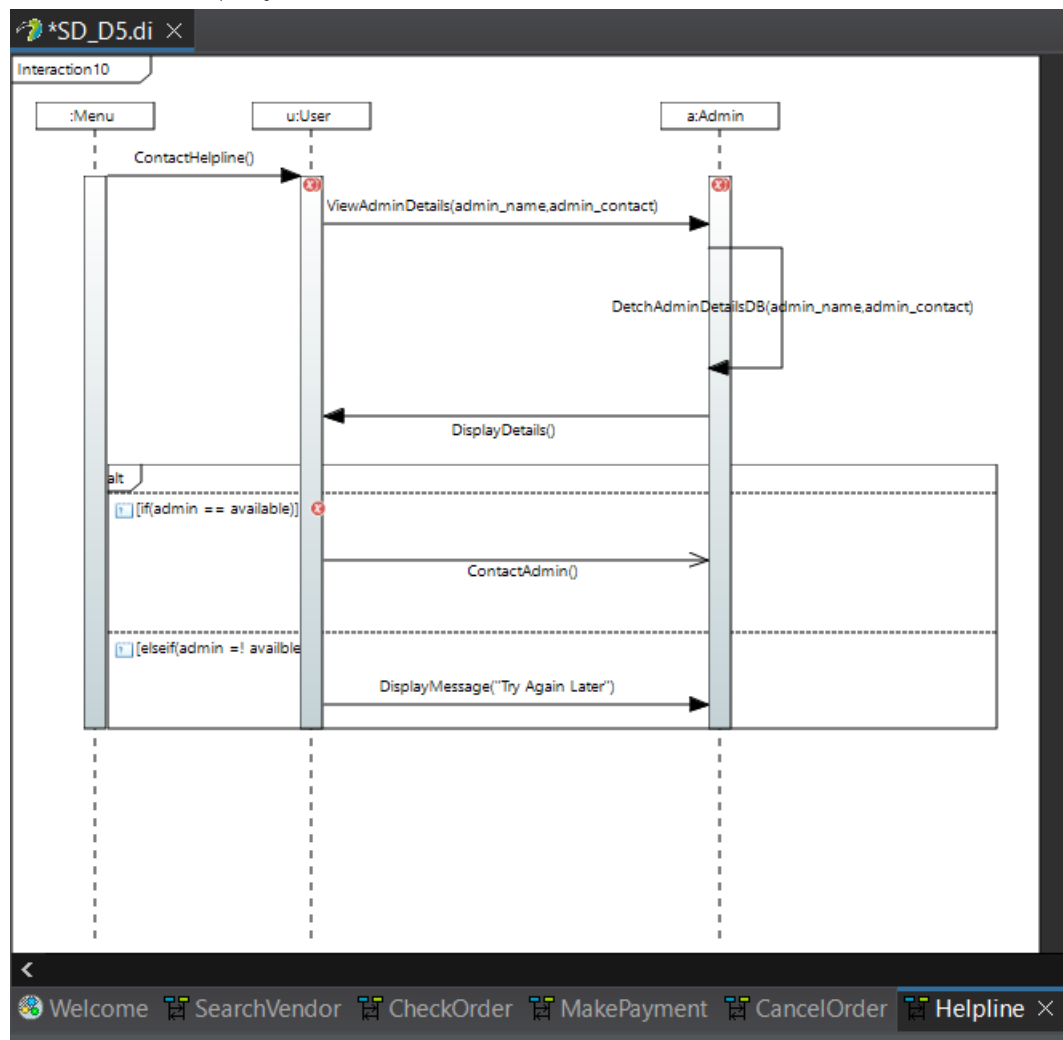 *SD_D5.di
Interaction10
:Menu
u:User
a:Admin
ContactHelpline()
ViewAdminDetails(admin_name,admin_contact)
DetchAdminDetailsDB(admin_name,admin_contact)
DisplayDetails()
alt
[if(admin == available)]
ContactAdmin()
[elseif(admin =! availble
DisplayMessage("Try Again Later")
Welcome SearchVendor CheckOrder MakePayment CancelOrder Helpline